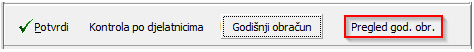 Potvrdi Kontrola po djelatnicima Godišnji obračun Pregled god. obr.